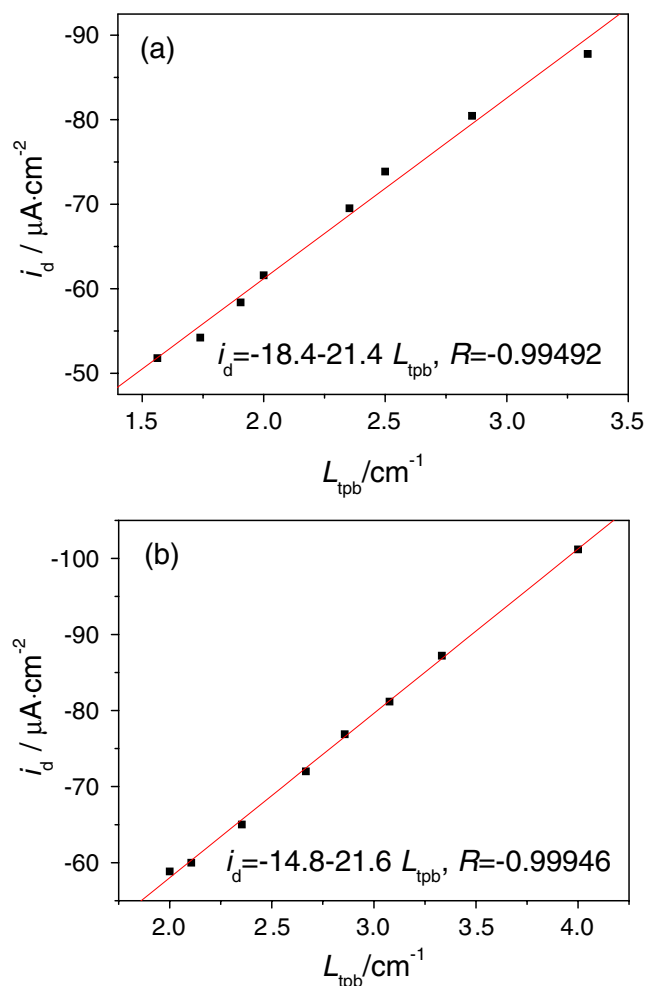 (a)
-90
-80
-70
-60
-50
i_d / μA·cm⁻²
i_d=-18.4-21.4 L_tpb, R=-0.99492
1.5 2.0 2.5 3.0 3.5
L_tpb/cm⁻¹
(b)
-100
-90
-80
-70
-60
i_d / μA·cm⁻²
i_d=-14.8-21.6 L_tpb, R=-0.99946
2.0 2.5 3.0 3.5 4.0
L_tpb/cm⁻¹